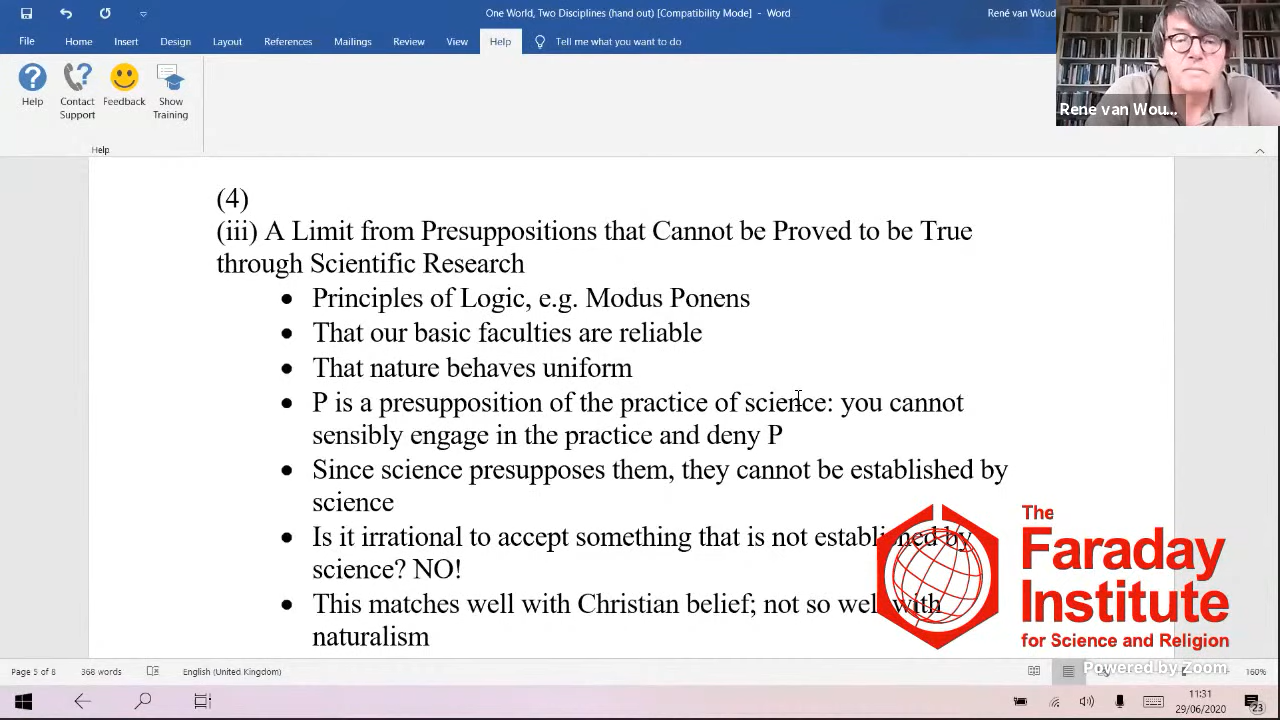 One World, Two Disciplines (hand out) [Compatibility Mode] - Word
René van Woud
File Home Insert Design Layout References Mailings Review View Help Tell me what you want to do
Help
Contact Support
Feedback
Show Training
Help
Rene van Wou...
(4)
(iii) A Limit from Presuppositions that Cannot be Proved to be True
through Scientific Research
• Principles of Logic, e.g. Modus Ponens
• That our basic faculties are reliable
• That nature behaves uniform
• P is a presupposition of the practice of science: you cannot
sensibly engage in the practice and deny P
• Since science presupposes them, they cannot be established by
science
• Is it irrational to accept something that is not established by
science? NO!
• This matches well with Christian belief; not so well with
naturalism
The
Faraday
Institute
for Science and Religion
Powered by Zoom
Page 5 of 8 368 words English (United Kingdom) 160%
11:31
29/06/2020
23